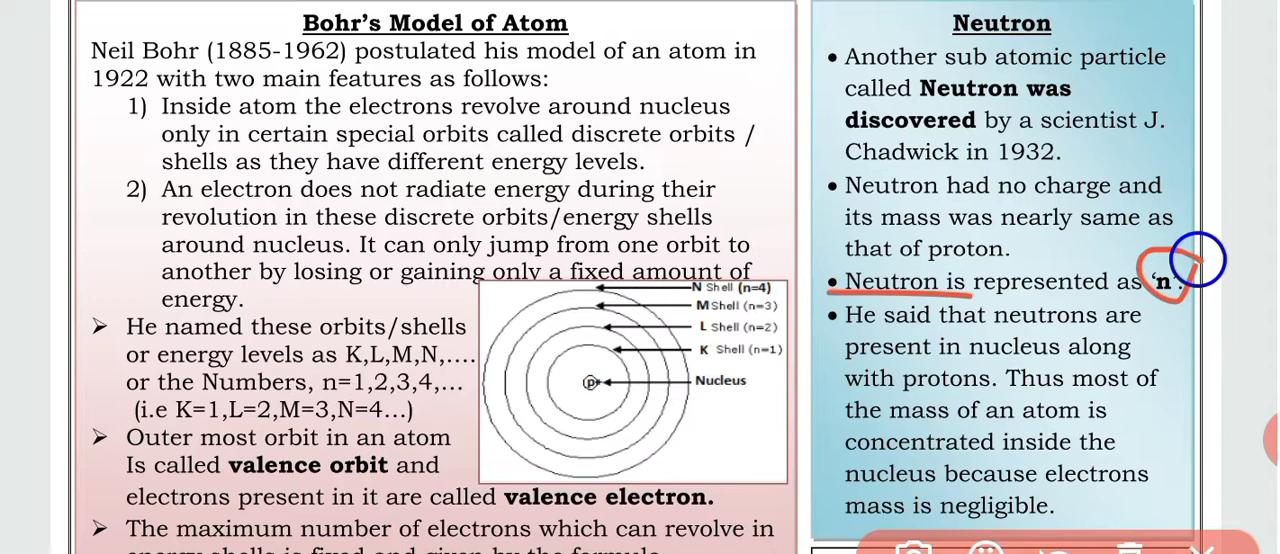 Bohr's Model of Atom
Neil Bohr (1885-1962) postulated his model of an atom in
1922 with two main features as follows:
1) Inside atom the electrons revolve around nucleus
only in certain special orbits called discrete orbits /
shells as they have different energy levels.
2) An electron does not radiate energy during their
revolution in these discrete orbits/energy shells
around nucleus. It can only jump from one orbit to
another by losing or gaining only a fixed amount of
energy.
➢ He named these orbits/shells
or energy levels as K,L,M,N,....
or the Numbers, n=1,2,3,4,...
(i.e K=1,L=2,M=3,N=4...)
➢ Outer most orbit in an atom
Is called valence orbit and
electrons present in it are called valence electron.
➢ The maximum number of electrons which can revolve in
energy shells is fixed and given by the formula
N Shell (n=4)
M Shell (n=3)
L Shell (n=2)
K Shell (n=1)
Nucleus
Neutron
• Another sub atomic particle
called Neutron was
discovered by a scientist J.
Chadwick in 1932.
• Neutron had no charge and
its mass was nearly same as
that of proton.
• Neutron is represented as 'n'.
• He said that neutrons are
present in nucleus along
with protons. Thus most of
the mass of an atom is
concentrated inside the
nucleus because electrons
mass is negligible.